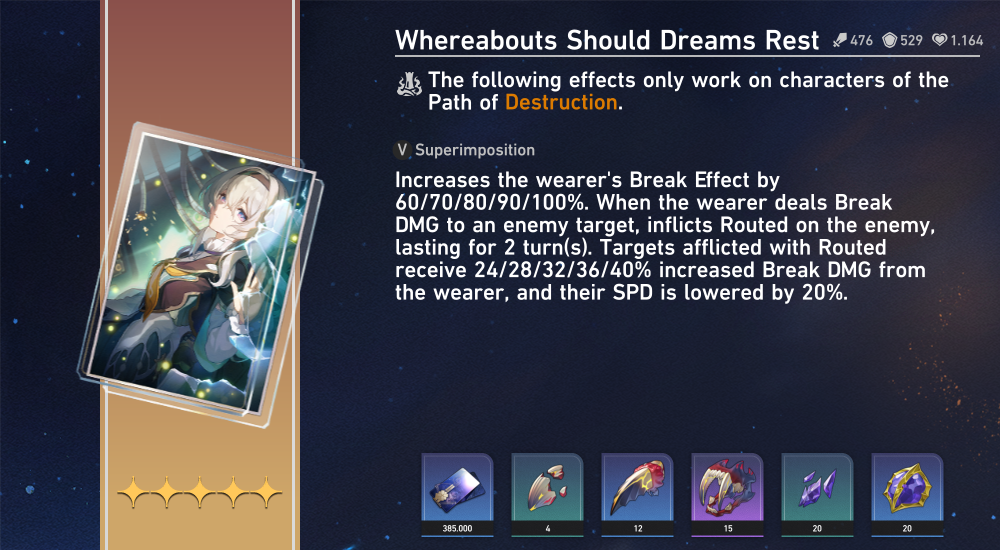 Whereabouts Should Dreams Rest 476 529 1.164
The following effects only work on characters of the
Path of Destruction.
V Superimposition
Increases the wearer's Break Effect by
60/70/80/90/100%. When the wearer deals Break
DMG to an enemy target, inflicts Routed on the enemy,
lasting for 2 turn(s). Targets afflicted with Routed
receive 24/28/32/36/40% increased Break DMG from
the wearer, and their SPD is lowered by 20%.
385.000 4 12 15 20 20